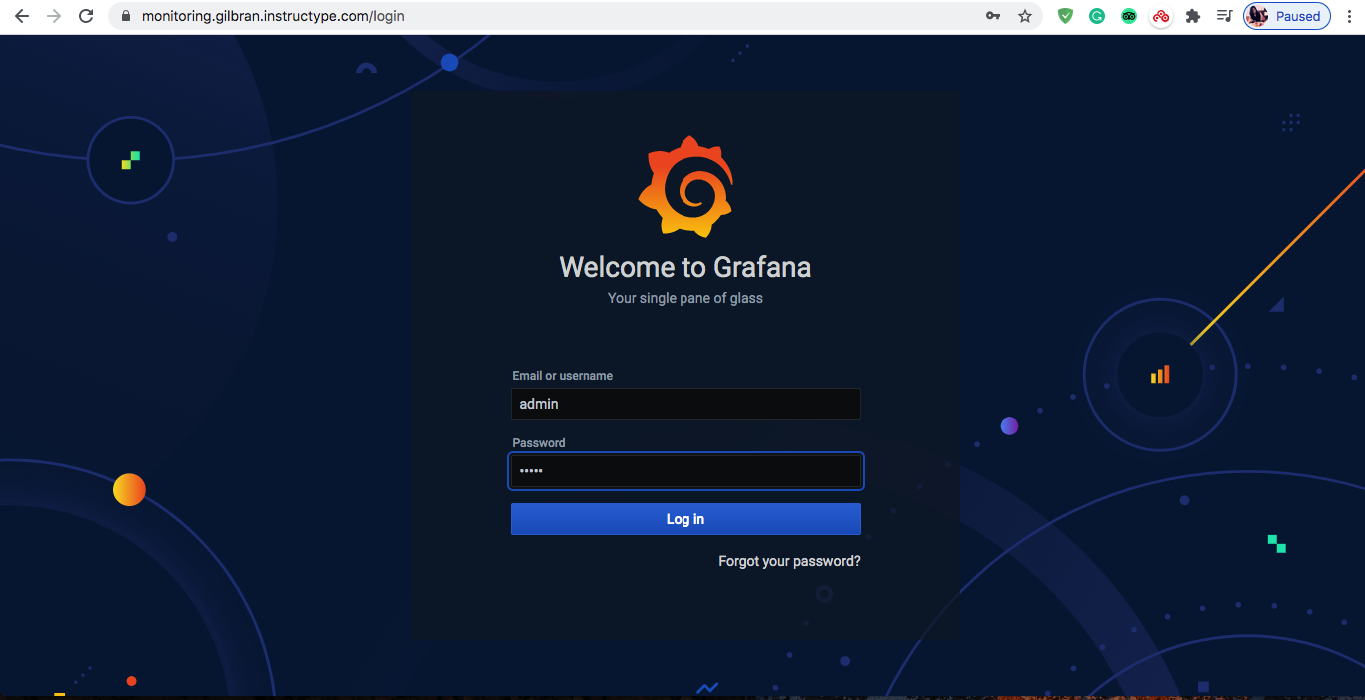 monitoring.gilbran.instructype.com/login
Paused
Welcome to Grafana
Your single pane of glass
Email or username
admin
Password
•••••
Log in
Forgot your password?